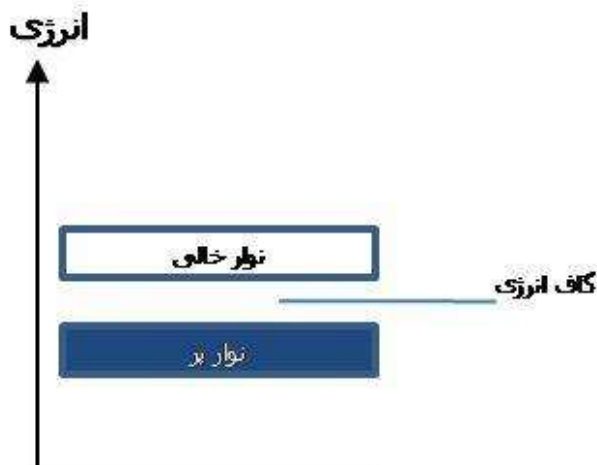 انرژی
نوار خالی
گاف انرژی
نوار پر